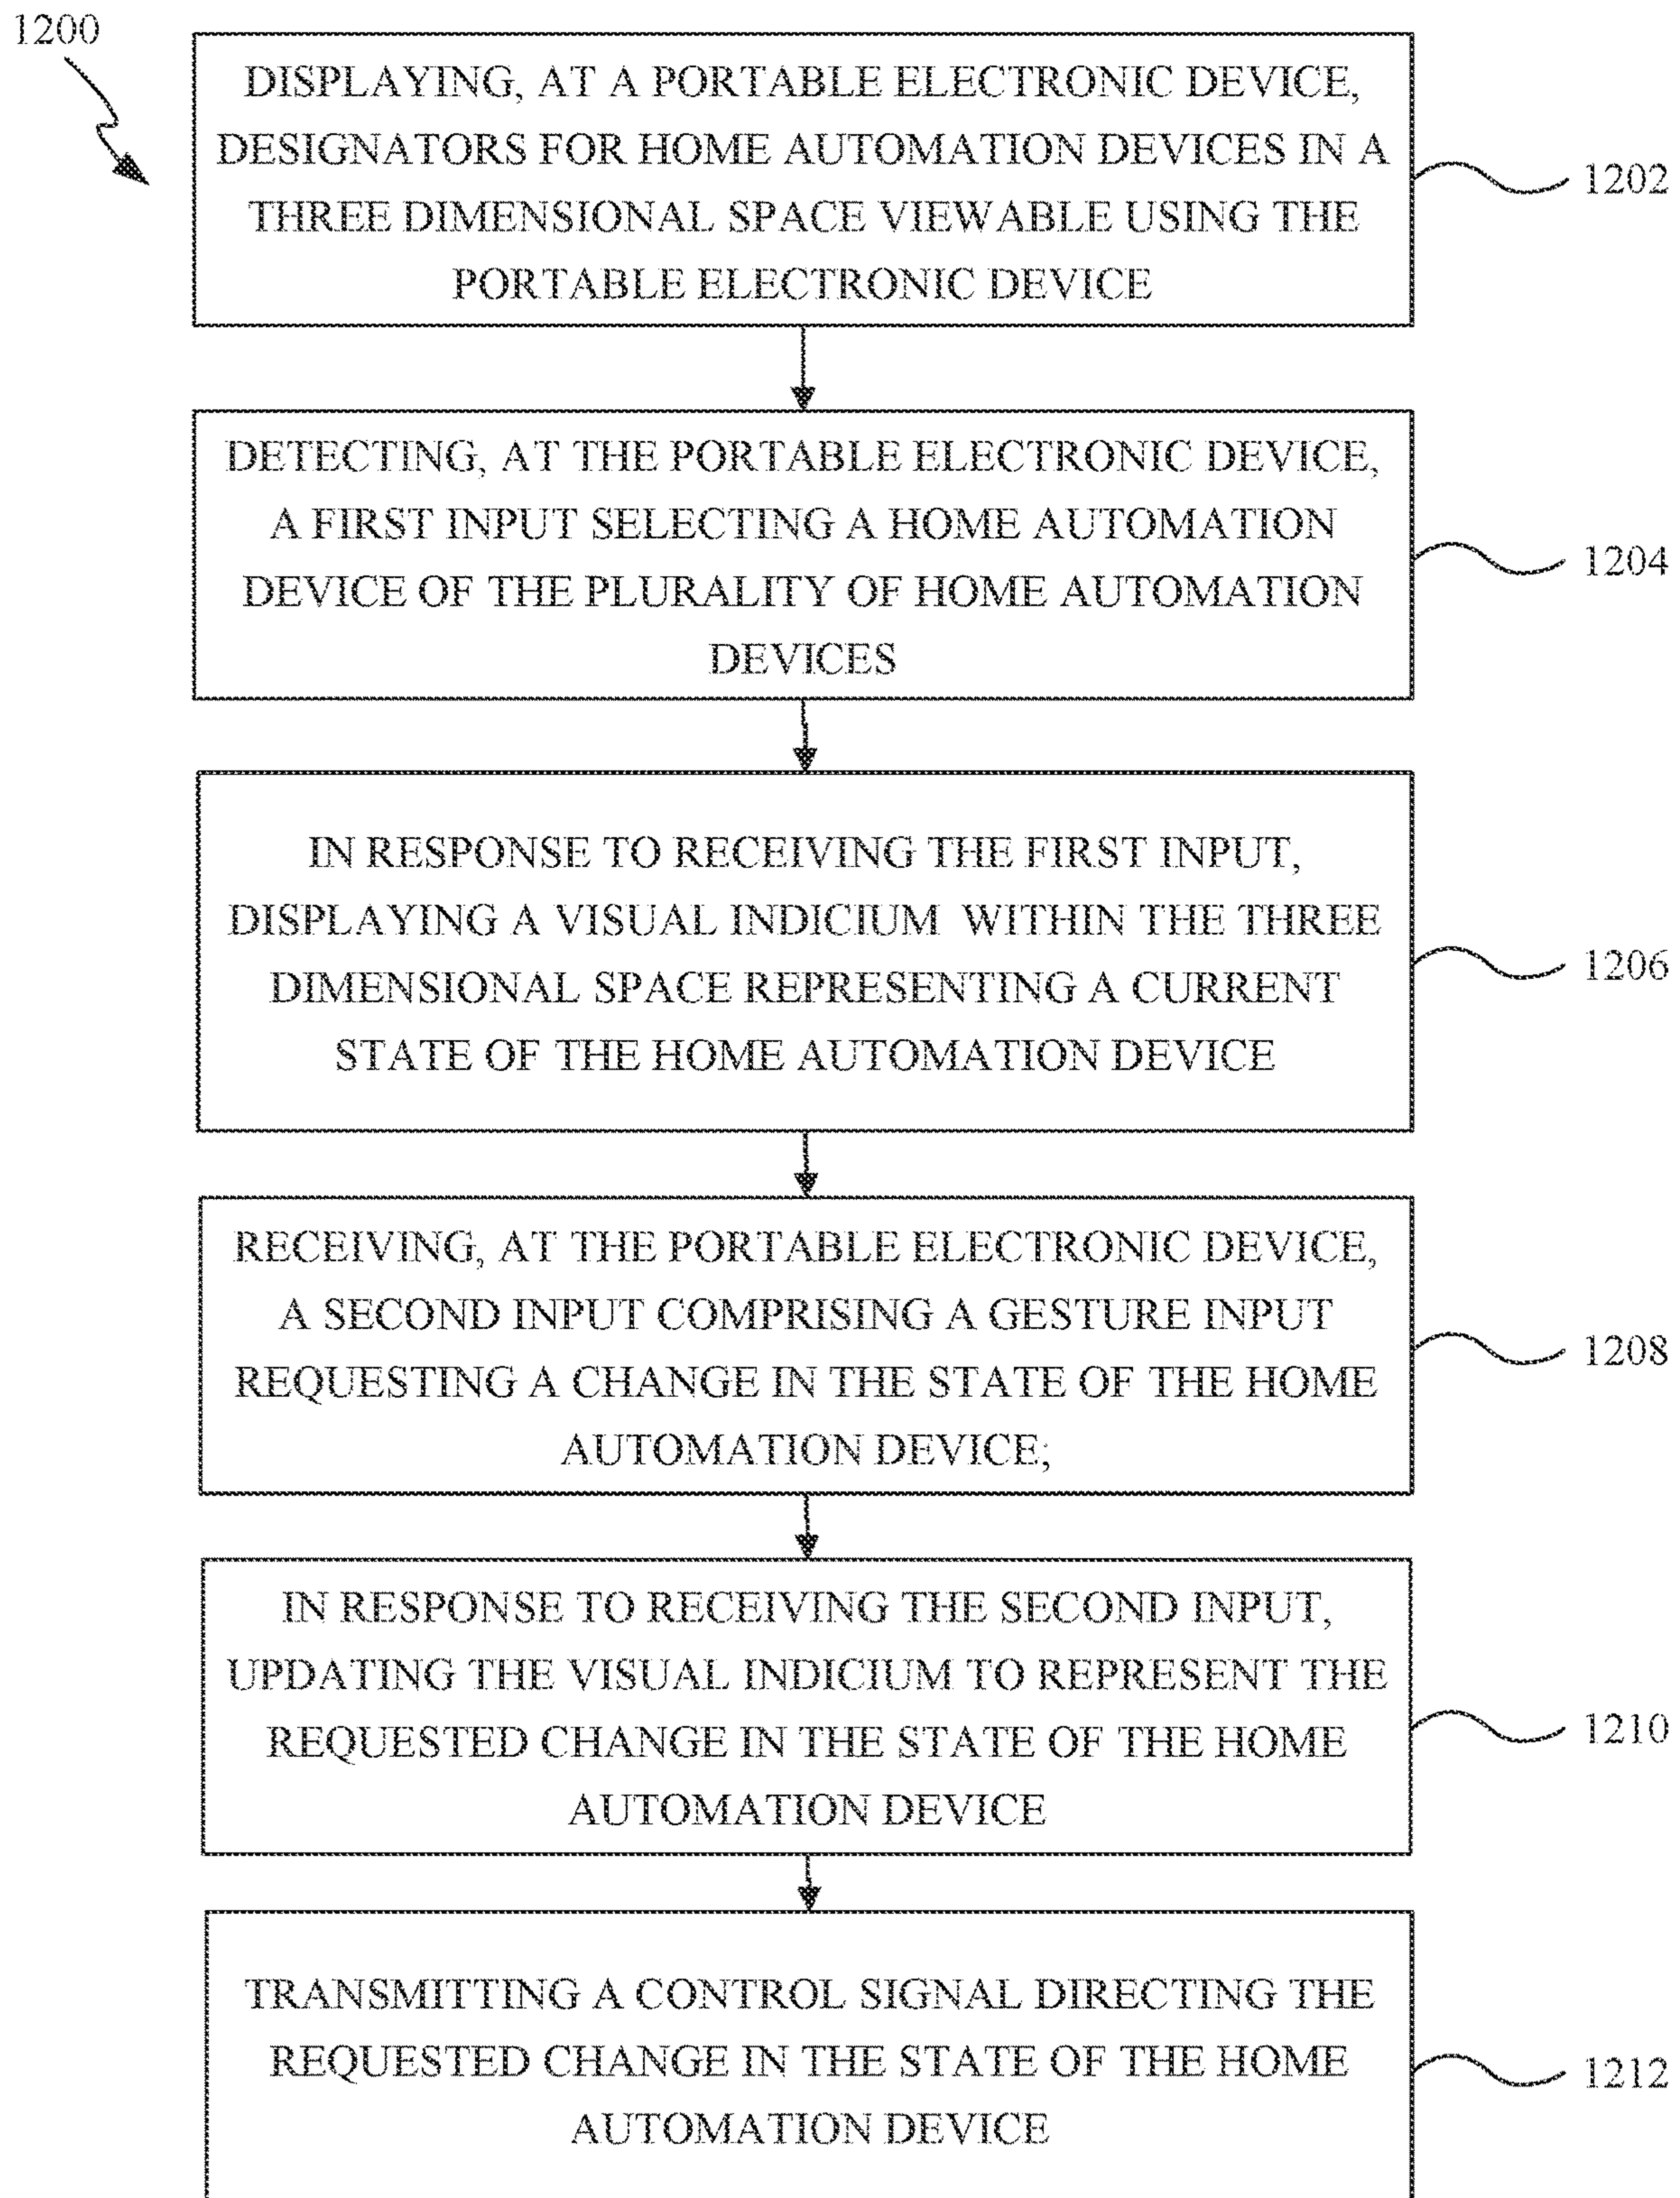 1200
DISPLAYING, AT A PORTABLE ELECTRONIC DEVICE,
DESIGNATORS FOR HOME AUTOMATION DEVICES IN A
THREE DIMENSIONAL SPACE VIEWABLE USING THE
PORTABLE ELECTRONIC DEVICE
1202
DETECTING, AT THE PORTABLE ELECTRONIC DEVICE,
A FIRST INPUT SELECTING A HOME AUTOMATION
DEVICE OF THE PLURALITY OF HOME AUTOMATION
DEVICES
1204
IN RESPONSE TO RECEIVING THE FIRST INPUT,
DISPLAYING A VISUAL INDICIUM WITHIN THE THREE
DIMENSIONAL SPACE REPRESENTING A CURRENT
STATE OF THE HOME AUTOMATION DEVICE
1206
RECEIVING, AT THE PORTABLE ELECTRONIC DEVICE,
A SECOND INPUT COMPRISING A GESTURE INPUT
REQUESTING A CHANGE IN THE STATE OF THE HOME
AUTOMATION DEVICE;
1208
IN RESPONSE TO RECEIVING THE SECOND INPUT,
UPDATING THE VISUAL INDICIUM TO REPRESENT THE
REQUESTED CHANGE IN THE STATE OF THE HOME
AUTOMATION DEVICE
1210
TRANSMITTING A CONTROL SIGNAL DIRECTING THE
REQUESTED CHANGE IN THE STATE OF THE HOME
AUTOMATION DEVICE
1212